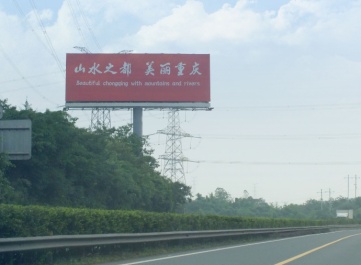 山水之都 美丽重庆
Beautiful chongqing with mountains and rivers